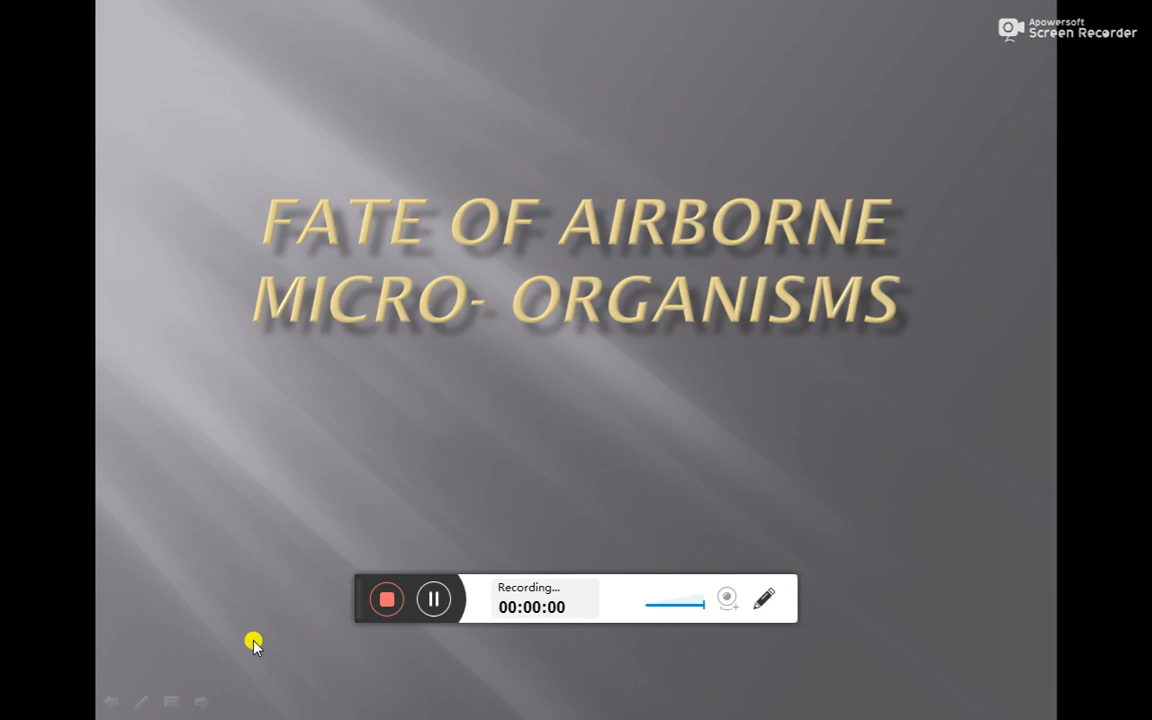 Apowersoft
Screen Recorder
FATE OF AIRBORNE
MICRO- ORGANISMS
Recording...
00:00:00